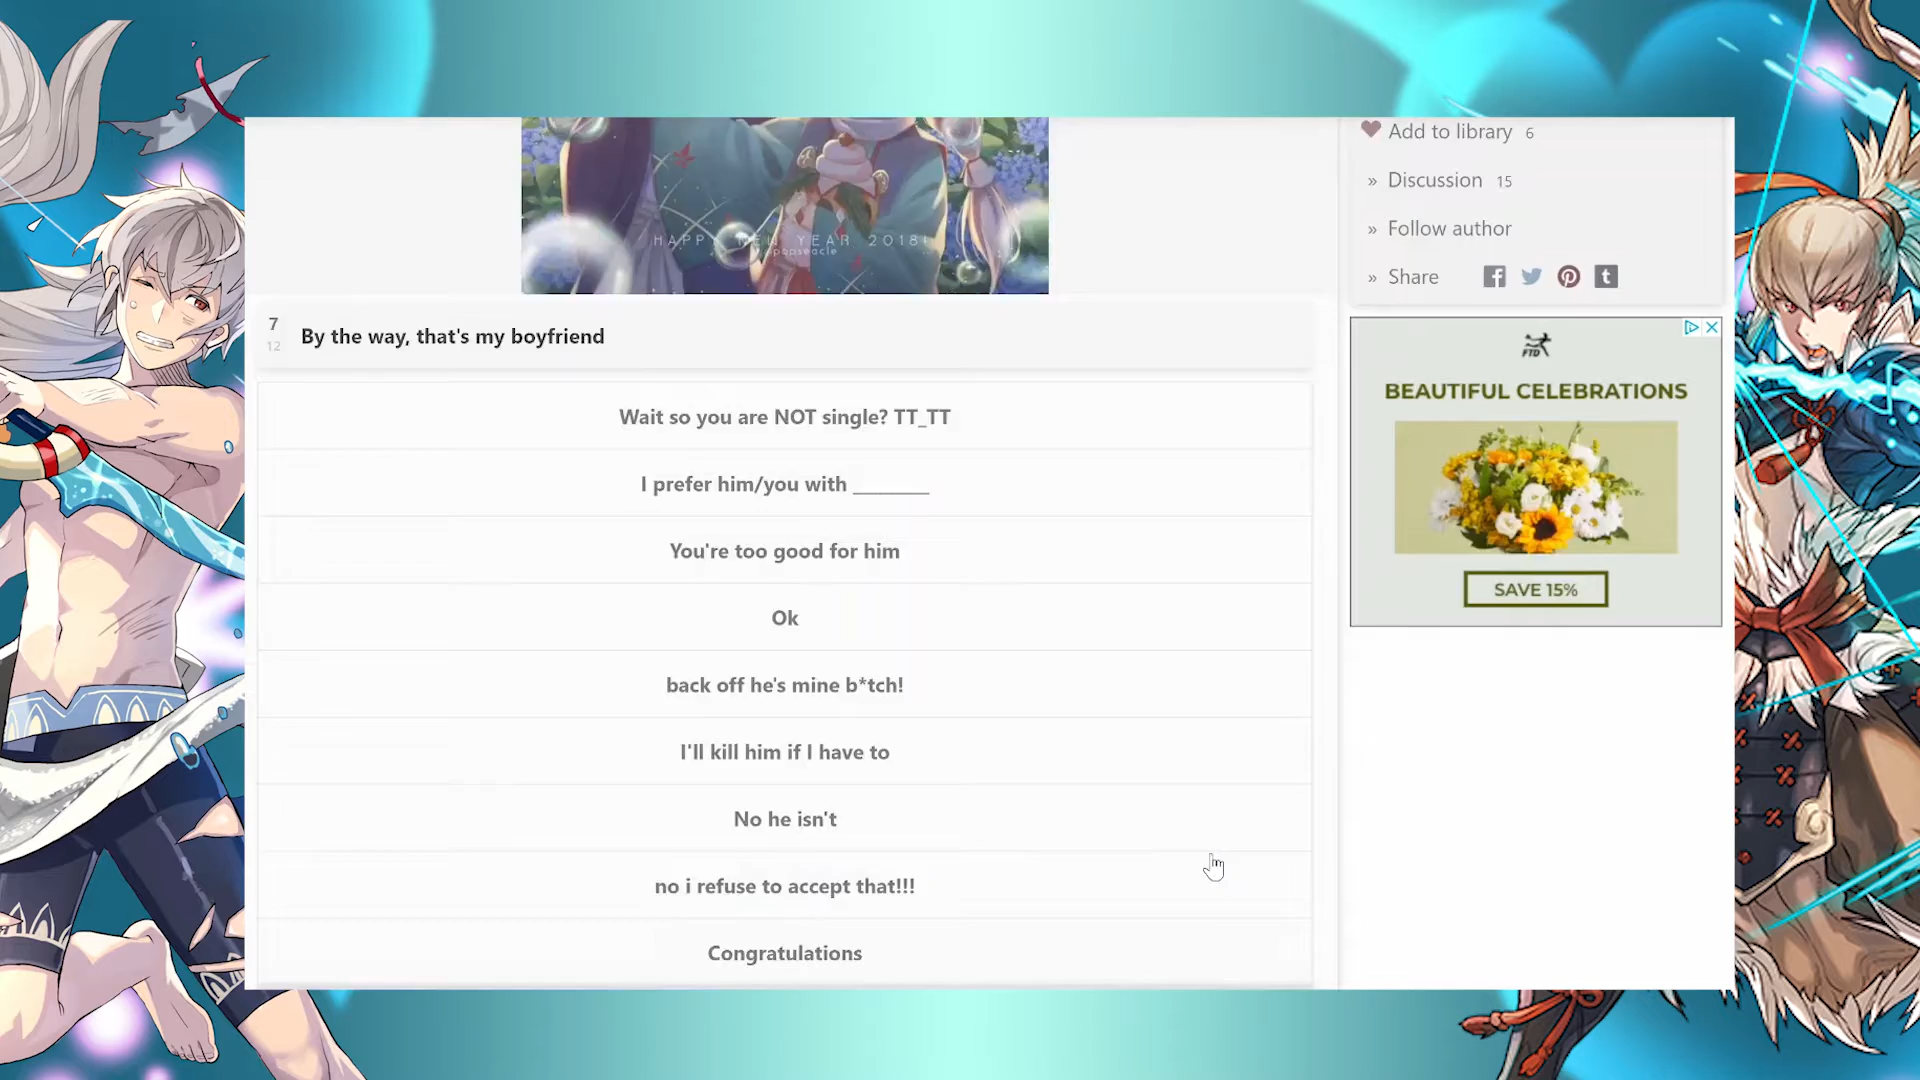 HAPPY NEW YEAR 2018!
popseacle
7
12
By the way, that's my boyfriend
Wait so you are NOT single? TT_TT
I prefer him/you with ________
You're too good for him
Ok
back off he's mine b*tch!
I'll kill him if I have to
No he isn't
no i refuse to accept that!!!
Congratulations
Add to library 6
» Discussion 15
» Follow author
» Share
FTD
BEAUTIFUL CELEBRATIONS
SAVE 15%